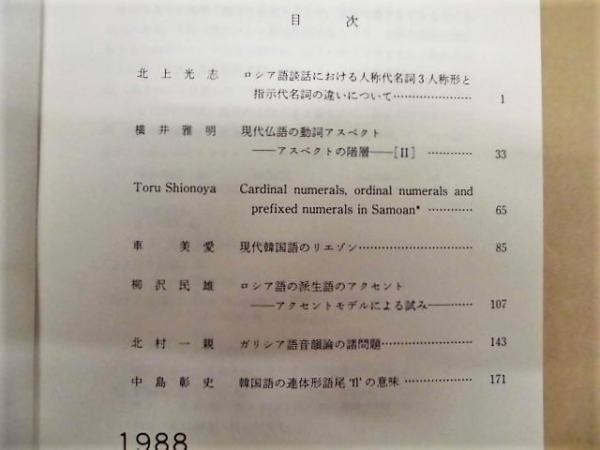 目 次
北上光志 ロシア語談話における人称代名詞3人称形と
指示代名詞の違いについて………………… 1
横井雅明 現代仏語の動詞アスペクト
——アスペクトの階層——[II] ………… 33
Toru Shionoya Cardinal numerals, ordinal numerals and
prefixed numerals in Samoan* ………… 65
車 美愛 現代韓国語のリエゾン………………………… 85
柳沢民雄 ロシア語の派生語のアクセント
——アクセントモデルによる試み———…… 107
北村一親 ガリシア語音韻論の諸問題…………………… 143
中島彰史 韓国語の連体形語尾 'ŭl' の意味 ……………… 171
1988